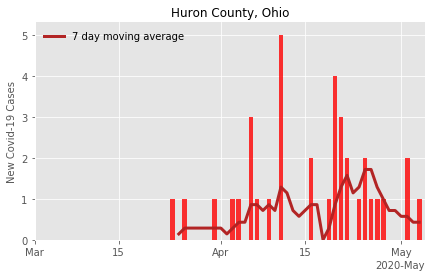 Huron County, Ohio
7 day moving average
New Covid-19 Cases
5
4
3
2
1
0
Mar 15 Apr 15 May
2020-May